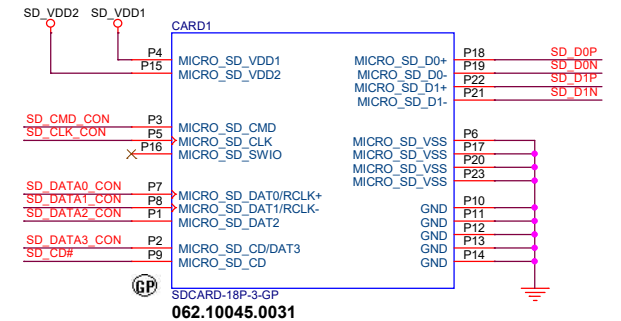 SD_VDD2 SD_VDD1
CARD1
P4 MICRO_SD_VDD1 MICRO_SD_D0+ P18 SD_D0P
P15 MICRO_SD_VDD2 MICRO_SD_D0- P19 SD_D0N
MICRO_SD_D1+ P22 SD_D1P
MICRO_SD_D1- P21 SD_D1N
SD_CMD_CON P3 MICRO_SD_CMD
SD_CLK_CON P5 MICRO_SD_CLK MICRO_SD_VSS P6
P16 MICRO_SD_SWIO MICRO_SD_VSS P17
MICRO_SD_VSS P20
MICRO_SD_VSS P23
SD_DATA0_CON P7 MICRO_SD_DAT0/RCLK+
SD_DATA1_CON P8 MICRO_SD_DAT1/RCLK- GND P10
SD_DATA2_CON P1 MICRO_SD_DAT2 GND P11
GND P12
SD_DATA3_CON P2 MICRO_SD_CD/DAT3 GND P13
SD_CD# P9 MICRO_SD_CD GND P14
GP
SDCARD-18P-3-GP
062.10045.0031